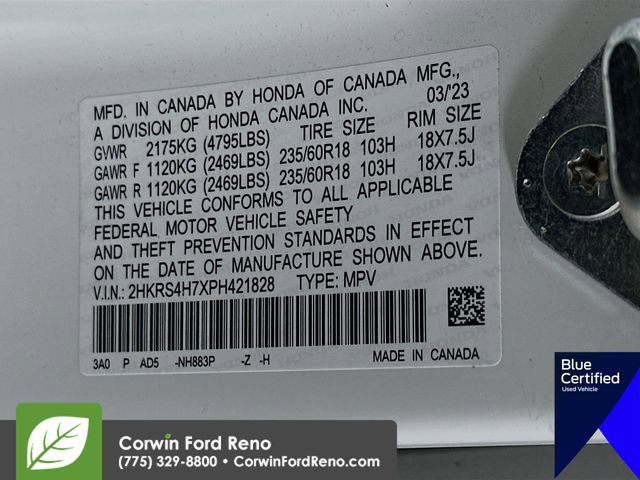 MFD. IN CANADA BY HONDA OF CANADA MFG.,
A DIVISION OF HONDA CANADA INC. 03/23
GVWR 2175KG (4795LBS) TIRE SIZE RIM SIZE
GAWR F 1120KG (2469LBS) 235/60R18 103H 18X7.5J
GAWR R 1120KG (2469LBS) 235/60R18 103H 18X7.5J
THIS VEHICLE CONFORMS TO ALL APPLICABLE
FEDERAL MOTOR VEHICLE SAFETY
AND THEFT PREVENTION STANDARDS IN EFFECT
ON THE DATE OF MANUFACTURE SHOWN ABOVE.
V.I.N.: 2HKRS4H7XPH421828 TYPE: MPV
3A0 P AD5 -NH883P -Z -H MADE IN CANADA
Blue
Certified
Used Vehicle
Corwin Ford Reno
(775) 329-8800 • CorwinFordReno.com